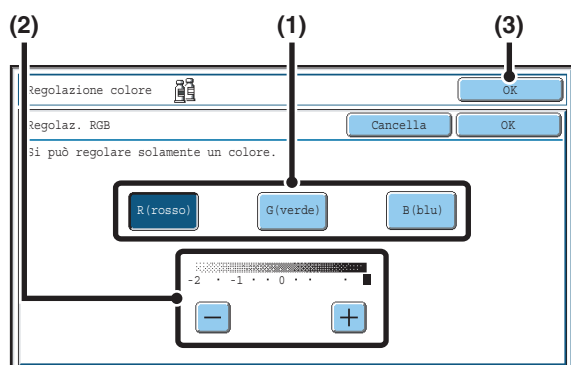 (2) (1) (3)
Regolazione colore OK
Regolaz. RGB Cancella OK
Si può regolare solamente un colore.
R(rosso) G(verde) B(blu)
-2 · -1 · · 0 · · ·
− +